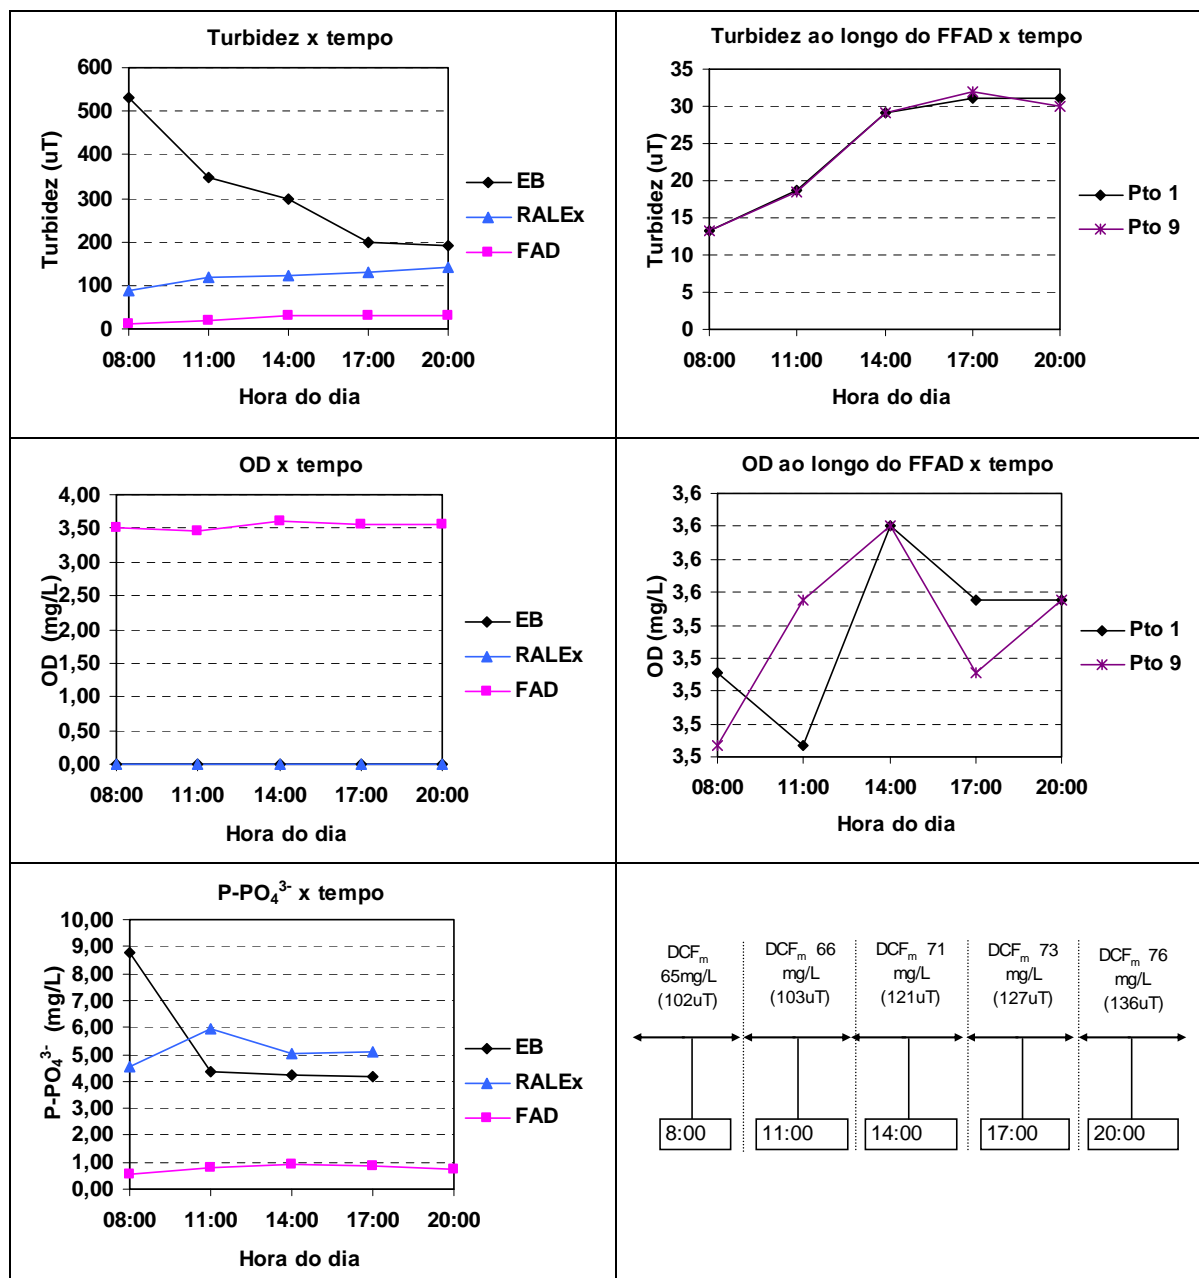 Turbidez x tempo
600
500
400
300
200
100
0
Turbidez (uT)
08:00 11:00 14:00 17:00 20:00
Hora do dia
EB
RALEx
FAD
Turbidez ao longo do FFAD x tempo
35
30
25
20
15
10
5
0
Turbidez (uT)
08:00 11:00 14:00 17:00 20:00
Hora do dia
Pto 1
Pto 9
OD x tempo
4,00
3,50
3,00
2,50
2,00
1,50
1,00
0,50
0,00
OD (mg/L)
08:00 11:00 14:00 17:00 20:00
Hora do dia
EB
RALEx
FAD
OD ao longo do FFAD x tempo
3,6
3,6
3,6
3,6
3,5
3,5
3,5
3,5
3,5
OD (mg/L)
08:00 11:00 14:00 17:00 20:00
Hora do dia
Pto 1
Pto 9
P-PO₄³⁻ x tempo
10,00
9,00
8,00
7,00
6,00
5,00
4,00
3,00
2,00
1,00
0,00
P-PO₄³⁻ (mg/L)
08:00 11:00 14:00 17:00 20:00
Hora do dia
EB
RALEx
FAD
DCFₘ
65mg/L
(102uT)
DCFₘ 66
mg/L
(103uT)
DCFₘ 71
mg/L
(121uT)
DCFₘ 73
mg/L
(127uT)
DCFₘ 76
mg/L
(136uT)
8:00 11:00 14:00 17:00 20:00